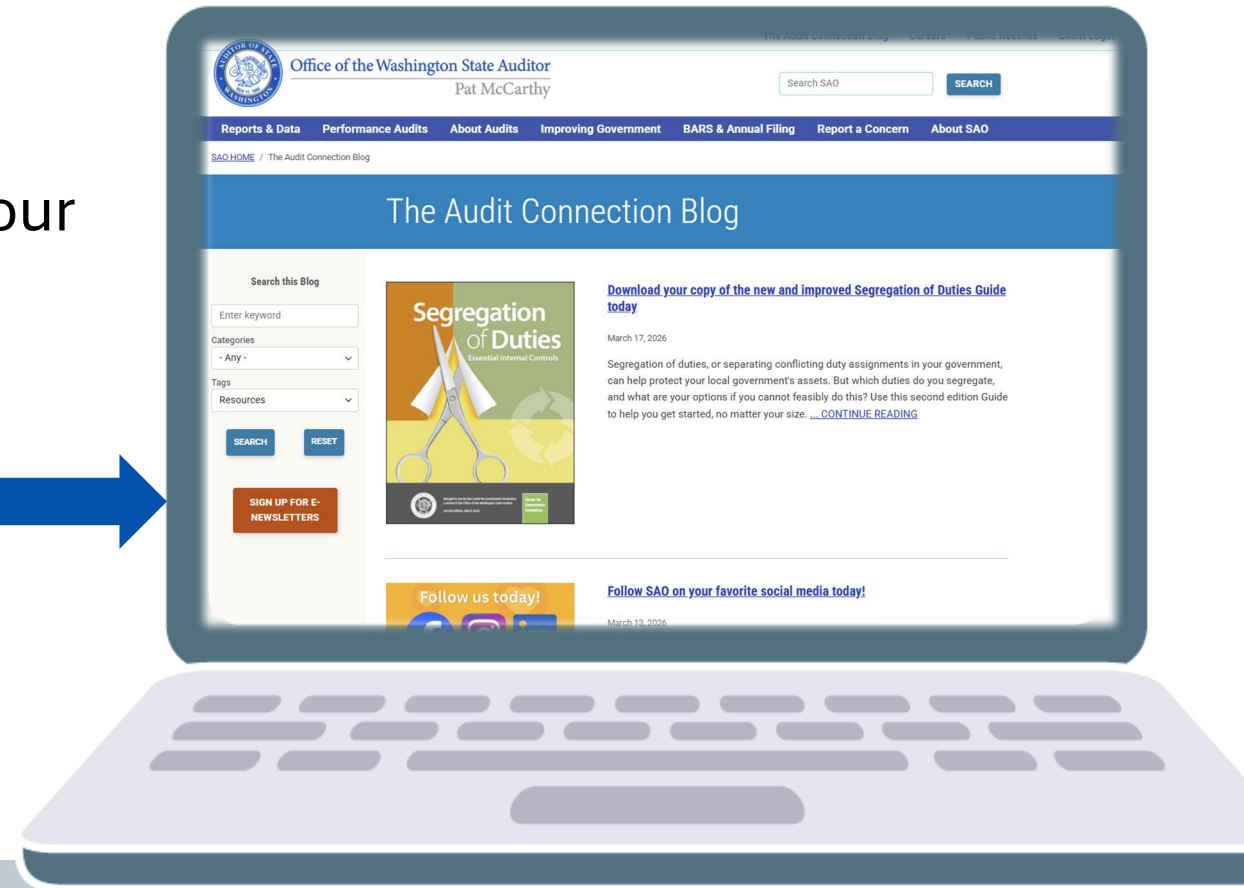 our
The Audit Connection Blog Careers Public Records Client Login
Office of the Washington State Auditor
Pat McCarthy
Search SAO
SEARCH
Reports & Data Performance Audits About Audits Improving Government BARS & Annual Filing Report a Concern About SAO
SAO HOME / The Audit Connection Blog
The Audit Connection Blog
Search this Blog
Enter keyword
Categories
- Any -
Tags
Resources
SEARCH RESET
SIGN UP FOR E-
NEWSLETTERS
Segregation
of Duties
Essential Internal Controls
Download your copy of the new and improved Segregation of Duties Guide
today
March 17, 2026
Segregation of duties, or separating conflicting duty assignments in your government,
can help protect your local government's assets. But which duties do you segregate,
and what are your options if you cannot feasibly do this? Use this second edition Guide
to help you get started, no matter your size. ... CONTINUE READING
Follow us today!
Follow SAO on your favorite social media today!
March 13, 2026